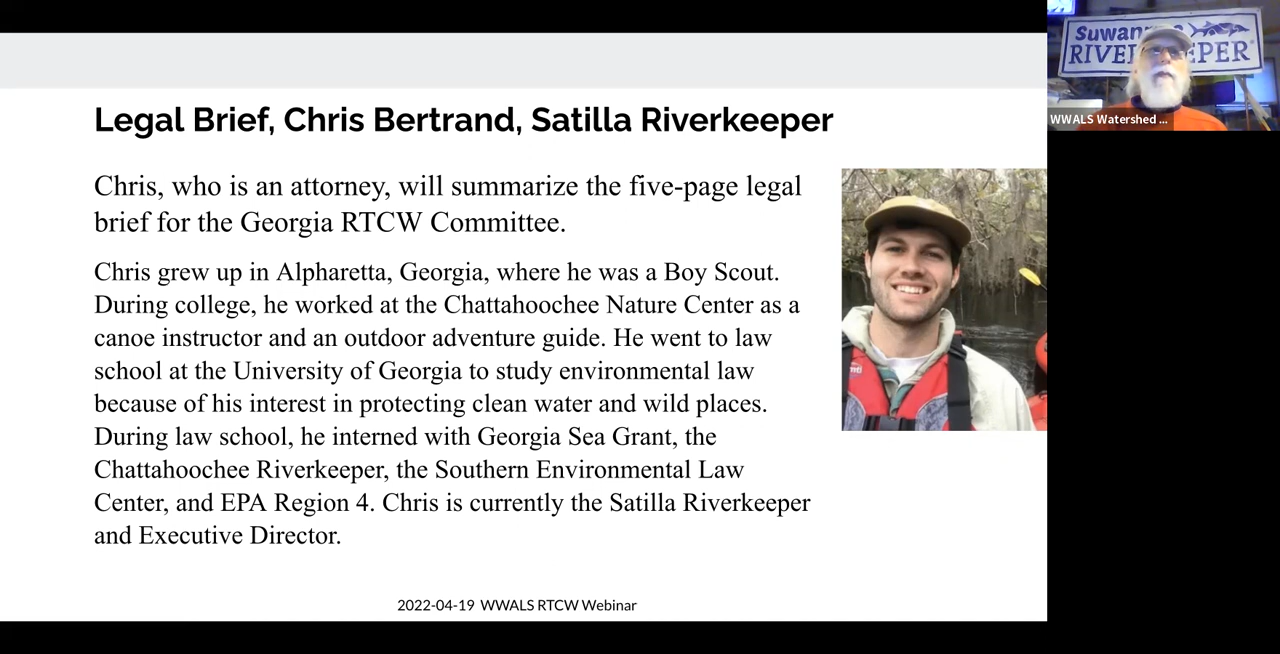 Legal Brief, Chris Bertrand, Satilla Riverkeeper
Chris, who is an attorney, will summarize the five-page legal
brief for the Georgia RTCW Committee.
Chris grew up in Alpharetta, Georgia, where he was a Boy Scout.
During college, he worked at the Chattahoochee Nature Center as a
canoe instructor and an outdoor adventure guide. He went to law
school at the University of Georgia to study environmental law
because of his interest in protecting clean water and wild places.
During law school, he interned with Georgia Sea Grant, the
Chattahoochee Riverkeeper, the Southern Environmental Law
Center, and EPA Region 4. Chris is currently the Satilla Riverkeeper
and Executive Director.
2022-04-19 WWALS RTCW Webinar
WWALS Watershed ...